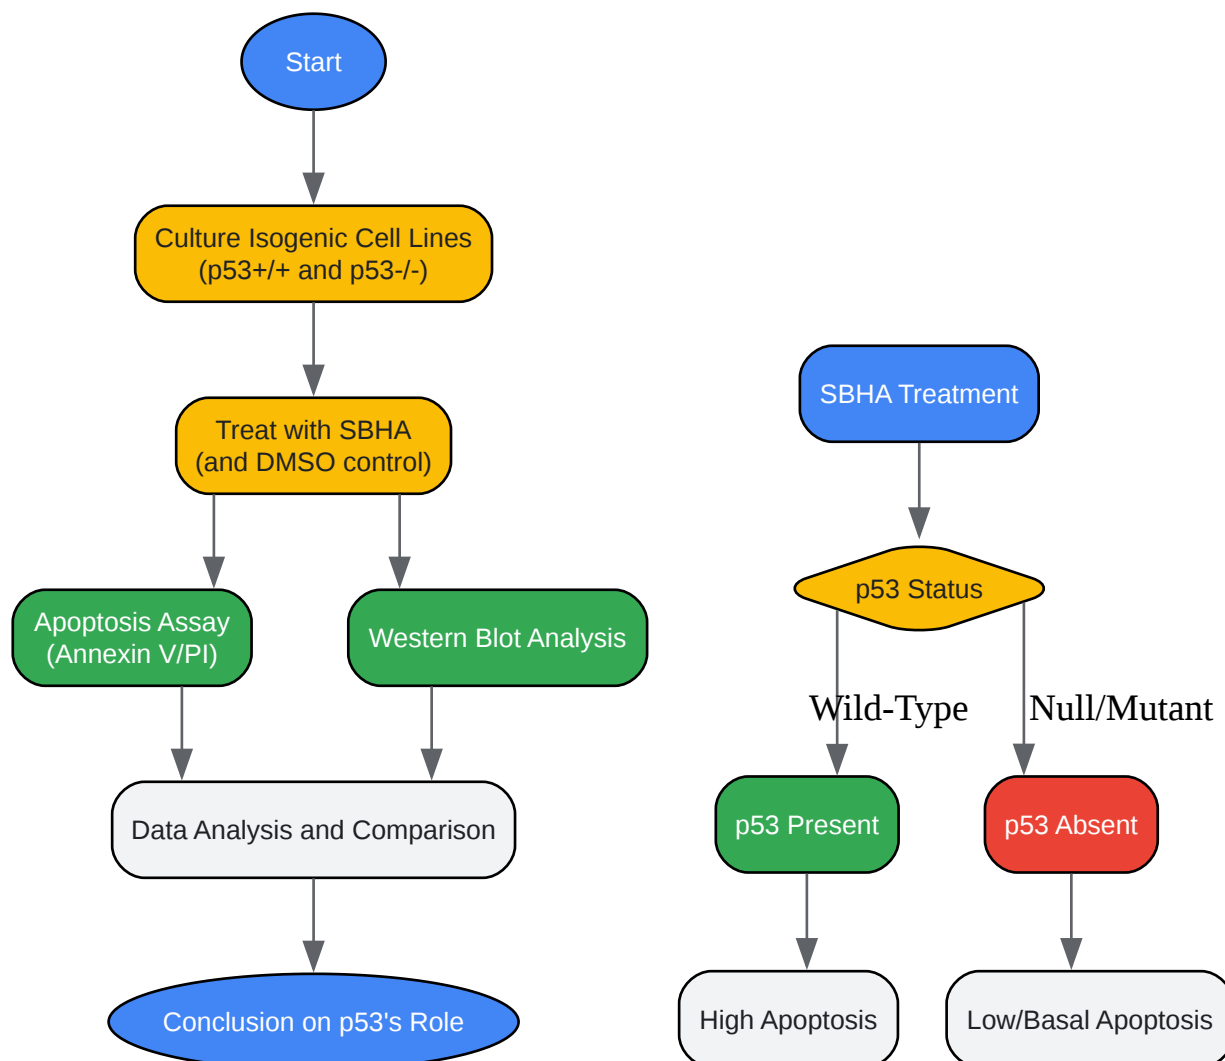 Start
Culture Isogenic Cell Lines
(p53+/+ and p53-/-)
Treat with SBHA
(and DMSO control)
Apoptosis Assay
(Annexin V/PI)
Western Blot Analysis
Data Analysis and Comparison
Conclusion on p53's Role
SBHA Treatment
p53 Status
Wild-Type
Null/Mutant
p53 Present
p53 Absent
High Apoptosis
Low/Basal Apoptosis